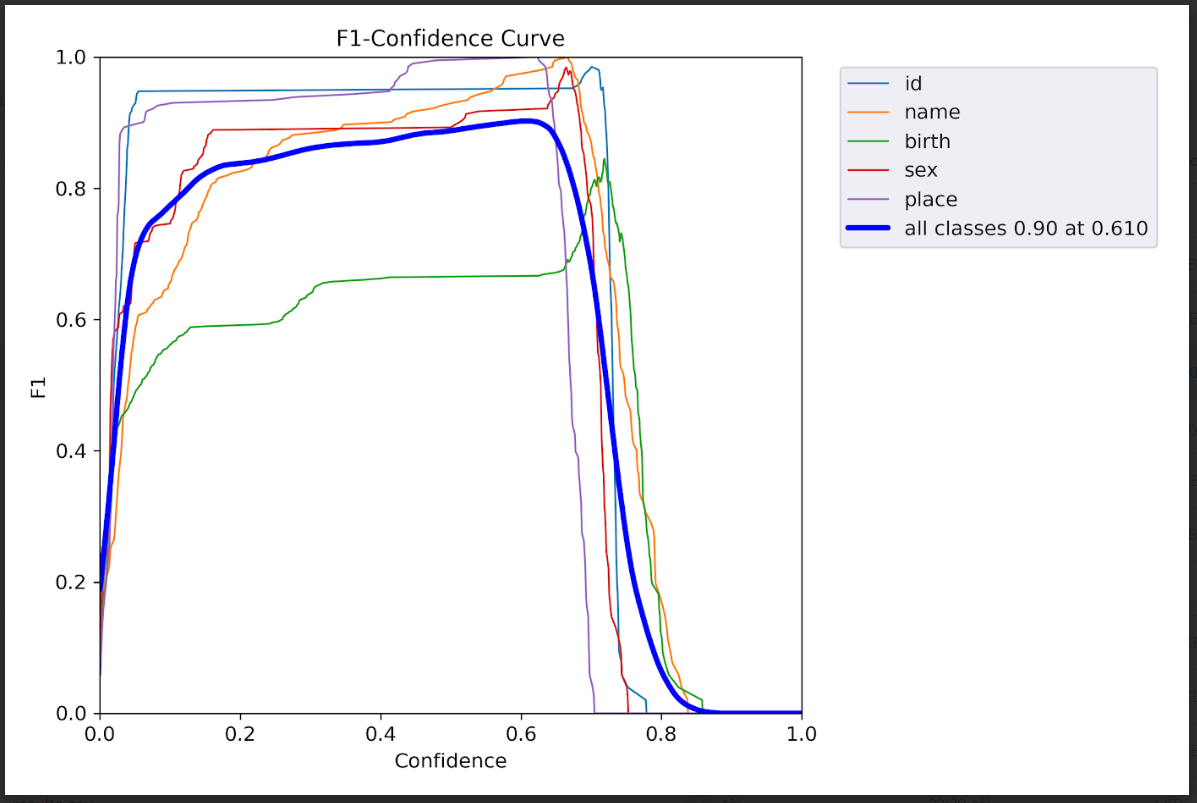 F1-Confidence Curve
1.0
0.8
0.6
0.4
0.2
0.0
F1
0.0 0.2 0.4 0.6 0.8 1.0
Confidence
id
name
birth
sex
place
all classes 0.90 at 0.610